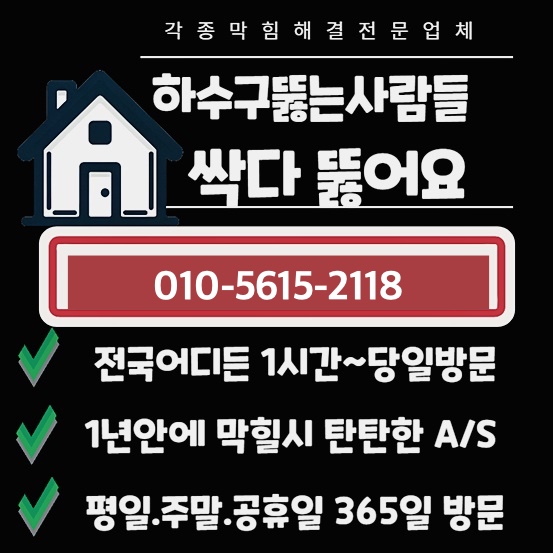 각종막힘해결전문업체
하수구뚫는사람들
싹다 뚫어요
010-5615-2118
전국어디든 1시간~당일방문
1년안에 막힐시 탄탄한 A/S
평일.주말.공휴일 365일 방문